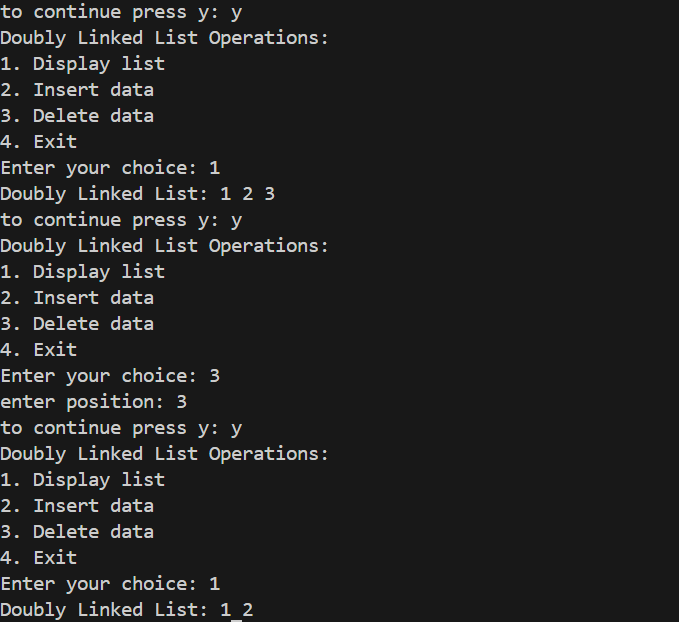 to continue press y: y
Doubly Linked List Operations:
1. Display list
2. Insert data
3. Delete data
4. Exit
Enter your choice: 1
Doubly Linked List: 1 2 3
to continue press y: y
Doubly Linked List Operations:
1. Display list
2. Insert data
3. Delete data
4. Exit
Enter your choice: 3
enter position: 3
to continue press y: y
Doubly Linked List Operations:
1. Display list
2. Insert data
3. Delete data
4. Exit
Enter your choice: 1
Doubly Linked List: 1 2